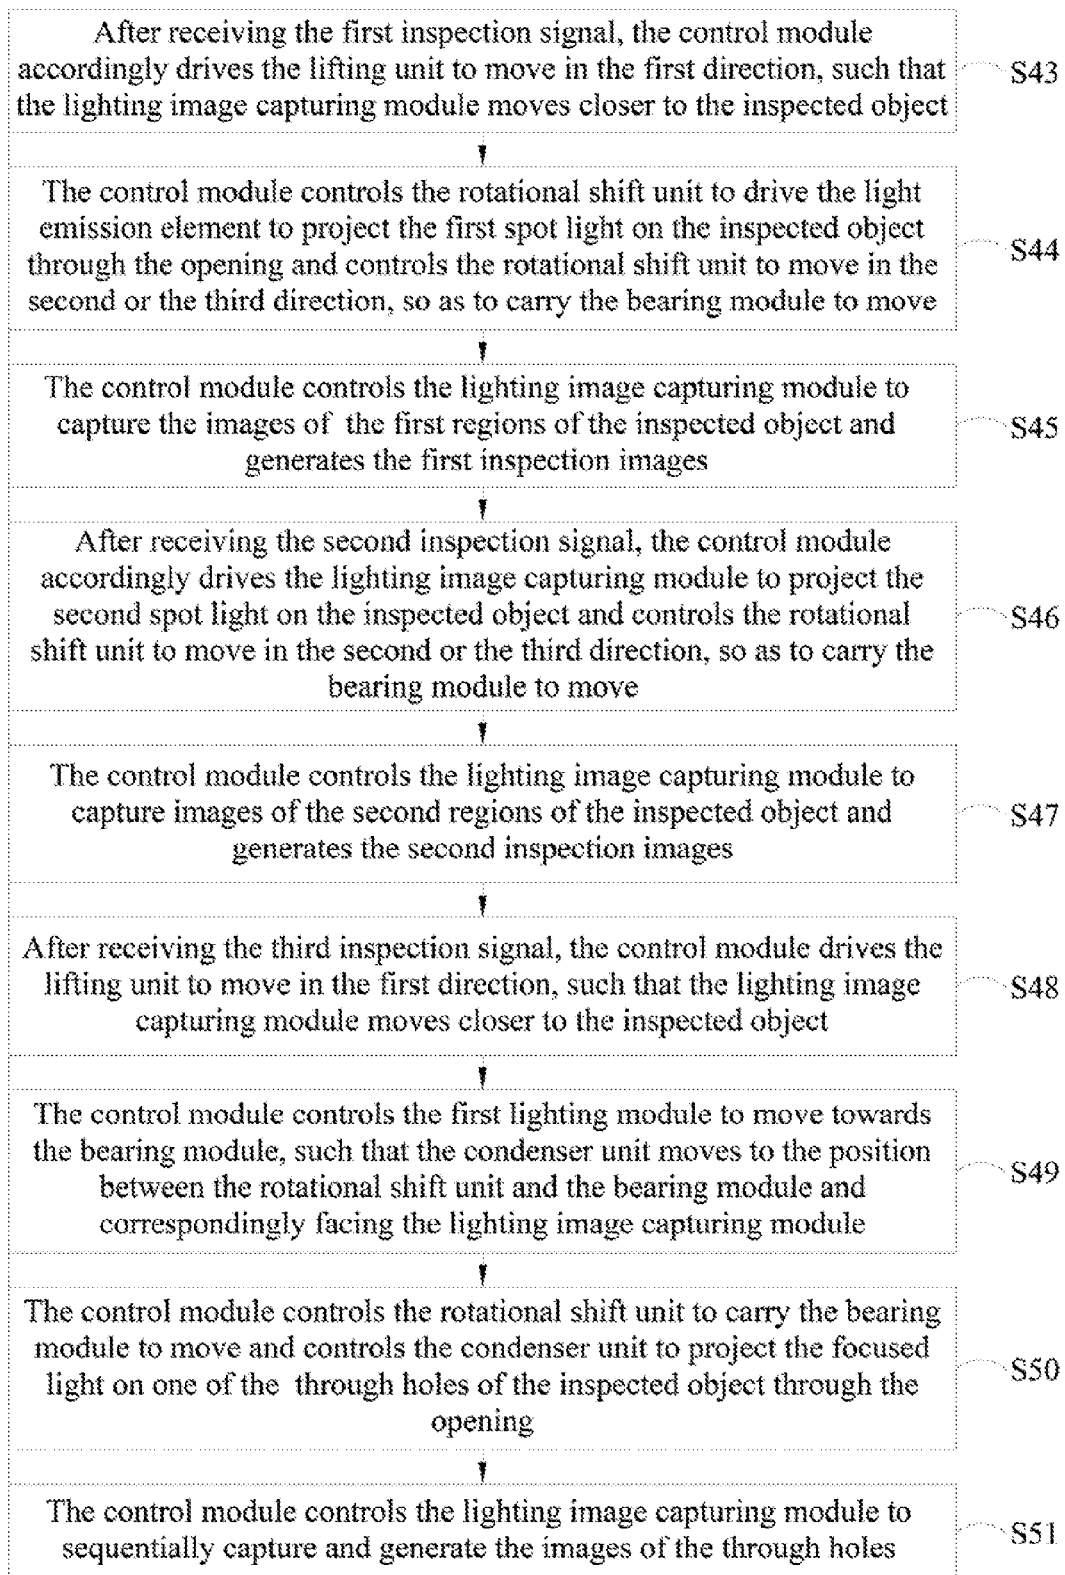 After receiving the first inspection signal, the control module
accordingly drives the lifting unit to move in the first direction, such that
the lighting image capturing module moves closer to the inspected object
S43
The control module controls the rotational shift unit to drive the light
emission element to project the first spot light on the inspected object
through the opening and controls the rotational shift unit to move in the
second or the third direction, so as to carry the bearing module to move
S44
The control module controls the lighting image capturing module to
capture the images of the first regions of the inspected object and
generates the first inspection images
S45
After receiving the second inspection signal, the control module
accordingly drives the lighting image capturing module to project the
second spot light on the inspected object and controls the rotational
shift unit to move in the second or the third direction, so as to carry the
bearing module to move
S46
The control module controls the lighting image capturing module to
capture images of the second regions of the inspected object and
generates the second inspection images
S47
After receiving the third inspection signal, the control module drives the
lifting unit to move in the first direction, such that the lighting image
capturing module moves closer to the inspected object
S48
The control module controls the first lighting module to move towards
the bearing module, such that the condenser unit moves to the position
between the rotational shift unit and the bearing module and
correspondingly facing the lighting image capturing module
S49
The control module controls the rotational shift unit to carry the bearing
module to move and controls the condenser unit to project the focused
light on one of the through holes of the inspected object through the
opening
S50
The control module controls the lighting image capturing module to
sequentially capture and generate the images of the through holes
S51